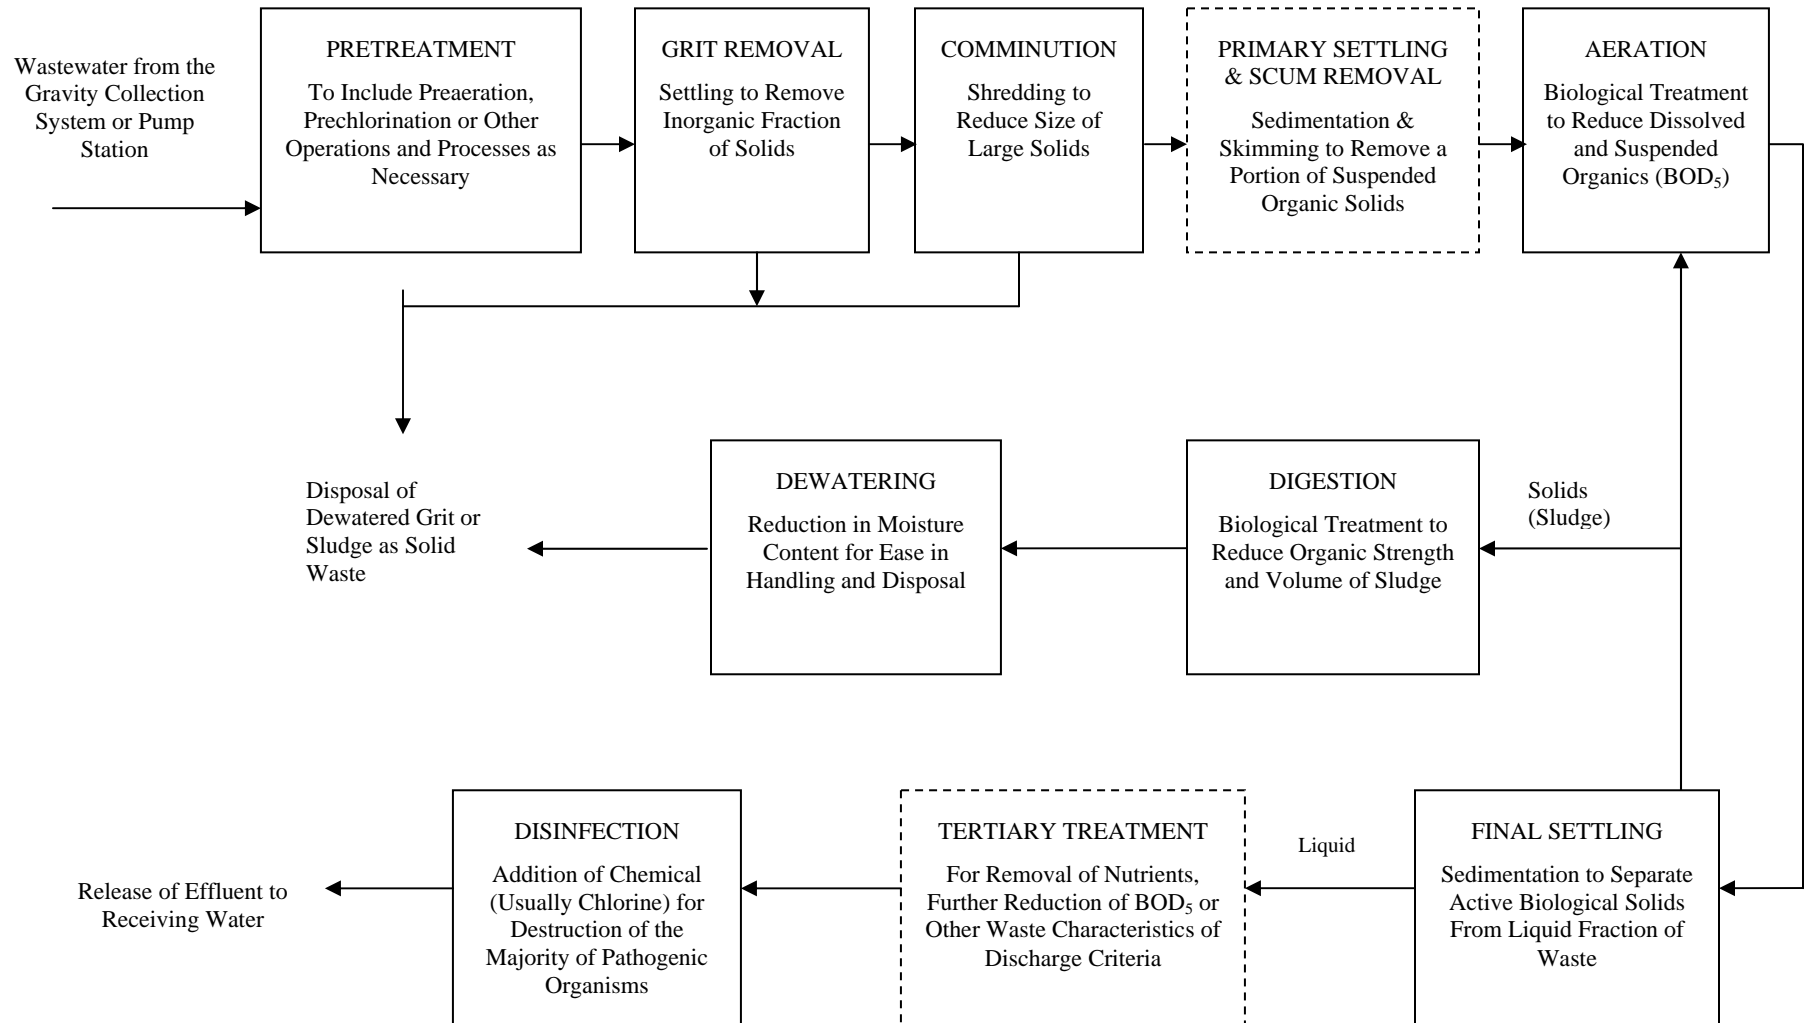 Wastewater from the
Gravity Collection
System or Pump
Station
PRETREATMENT
To Include Preaeration,
Prechlorination or Other
Operations and Processes as
Necessary
GRIT REMOVAL
Settling to Remove
Inorganic Fraction
of Solids
COMMINUTION
Shredding to
Reduce Size of
Large Solids
PRIMARY SETTLING
& SCUM REMOVAL
Sedimentation &
Skimming to Remove a
Portion of Suspended
Organic Solids
AERATION
Biological Treatment
to Reduce Dissolved
and Suspended
Organics (BOD₅)
Disposal of
Dewatered Grit or
Sludge as Solid
Waste
DEWATERING
Reduction in Moisture
Content for Ease in
Handling and Disposal
DIGESTION
Biological Treatment to
Reduce Organic Strength
and Volume of Sludge
Solids
(Sludge)
Release of Effluent to
Receiving Water
DISINFECTION
Addition of Chemical
(Usually Chlorine) for
Destruction of the
Majority of Pathogenic
Organisms
TERTIARY TREATMENT
For Removal of Nutrients,
Further Reduction of BOD₅ or
Other Waste Characteristics of
Discharge Criteria
Liquid
FINAL SETTLING
Sedimentation to Separate
Active Biological Solids
From Liquid Fraction of
Waste